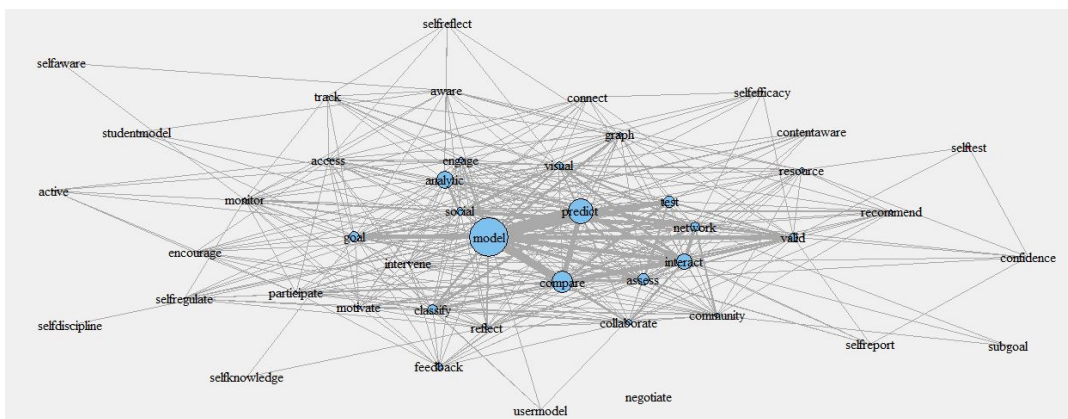 selfreflect
selfaware
aware
selfefficacy
track
connect
studentmodel
graph
contentaware
selftest
access
engage
visual
resource
analytic
active
monitor
test
social
predict
recommend
network
goal
model
valid
encourage
intervene
interact
confidence
assess
compare
participate
selfregulate
motivate
classify
community
selfdiscipline
reflect
collaborate
selfreport
subgoal
feedback
selfknowledge
negotiate
usermodel